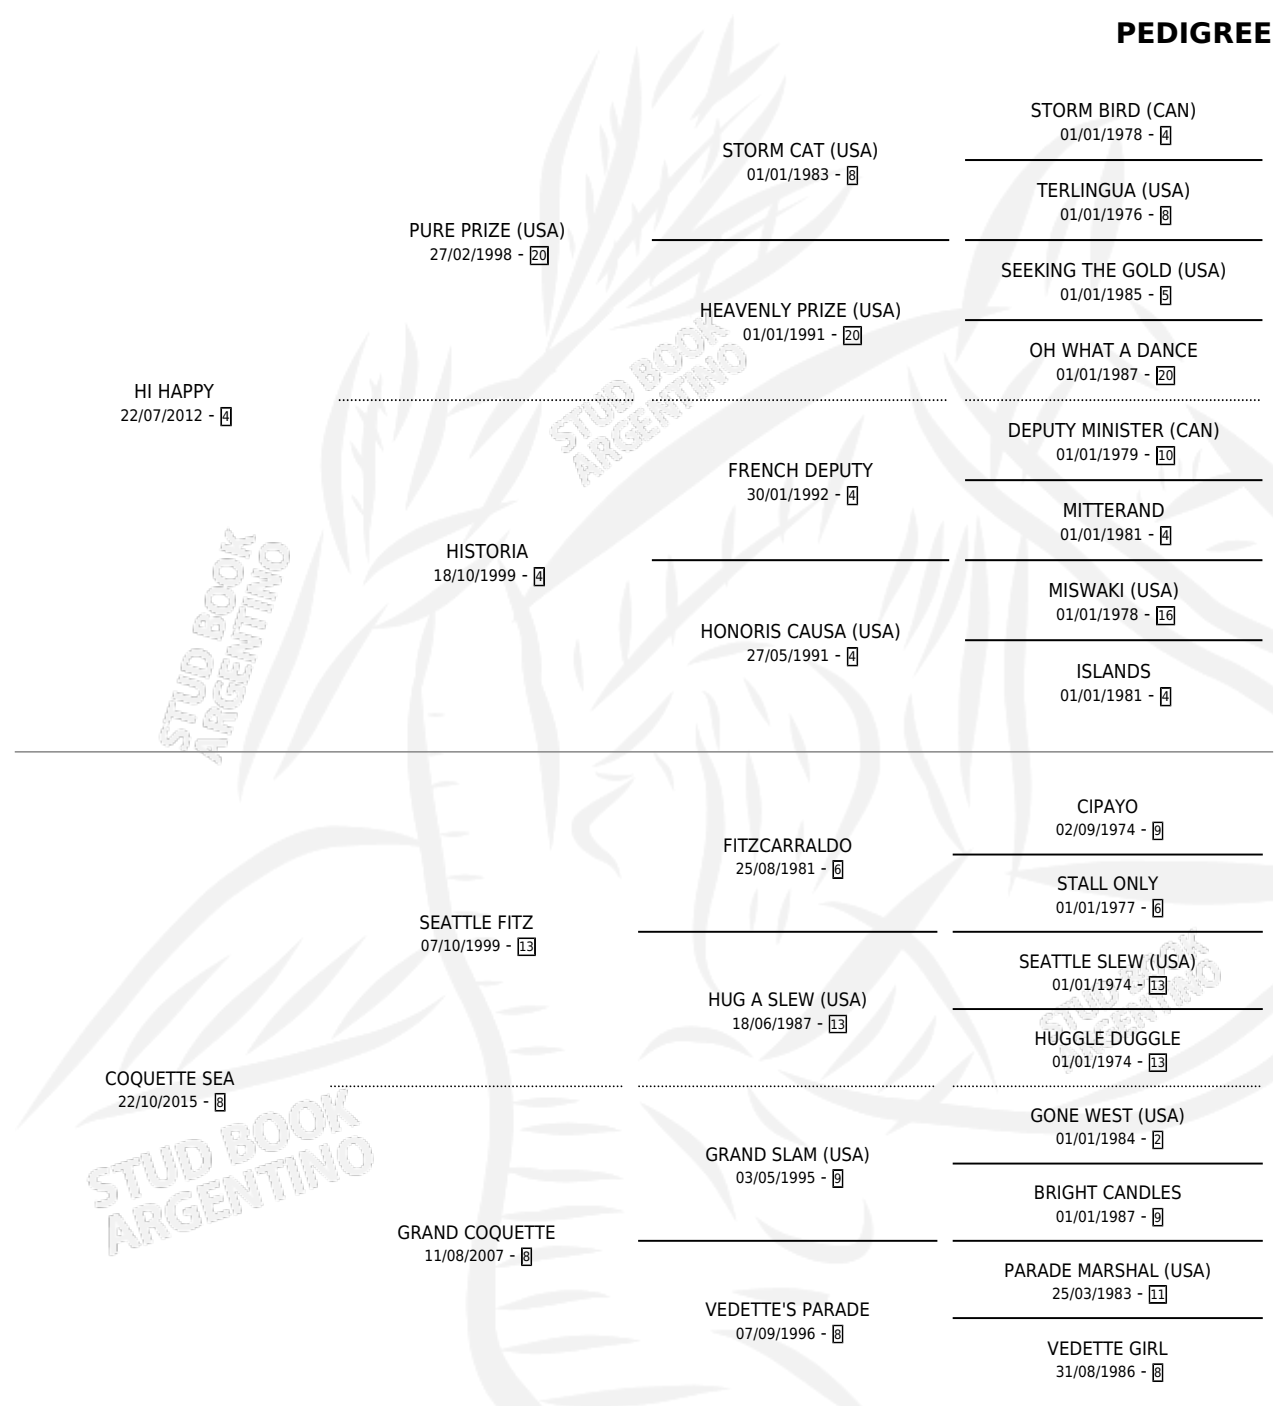 PEDIGREE
STORM BIRD (CAN)
01/01/1978 - 4
STORM CAT (USA)
01/01/1983 - 8
TERLINGUA (USA)
01/01/1976 - 8
PURE PRIZE (USA)
27/02/1998 - 20
SEEKING THE GOLD (USA)
01/01/1985 - 5
HEAVENLY PRIZE (USA)
01/01/1991 - 20
OH WHAT A DANCE
01/01/1987 - 20
HI HAPPY
22/07/2012 - 4
DEPUTY MINISTER (CAN)
01/01/1979 - 10
FRENCH DEPUTY
30/01/1992 - 4
MITTERAND
01/01/1981 - 4
HISTORIA
18/10/1999 - 4
MISWAKI (USA)
01/01/1978 - 16
HONORIS CAUSA (USA)
27/05/1991 - 4
ISLANDS
01/01/1981 - 4
CIPAYO
02/09/1974 - 9
FITZCARRALDO
25/08/1981 - 6
STALL ONLY
01/01/1977 - 6
SEATTLE FITZ
07/10/1999 - 13
SEATTLE SLEW (USA)
01/01/1974 - 13
HUG A SLEW (USA)
18/06/1987 - 13
HUGGLE DUGGLE
01/01/1974 - 13
COQUETTE SEA
22/10/2015 - 8
GONE WEST (USA)
01/01/1984 - 2
GRAND SLAM (USA)
03/05/1995 - 9
BRIGHT CANDLES
01/01/1987 - 9
GRAND COQUETTE
11/08/2007 - 8
PARADE MARSHAL (USA)
25/03/1983 - 11
VEDETTE'S PARADE
07/09/1996 - 8
VEDETTE GIRL
31/08/1986 - 8
STUD BOOK
ARGENTINO
STUD BOOK
ARGENTINO
STUD BOOK
ARGENTINO
STUD BOOK
ARGENTINO